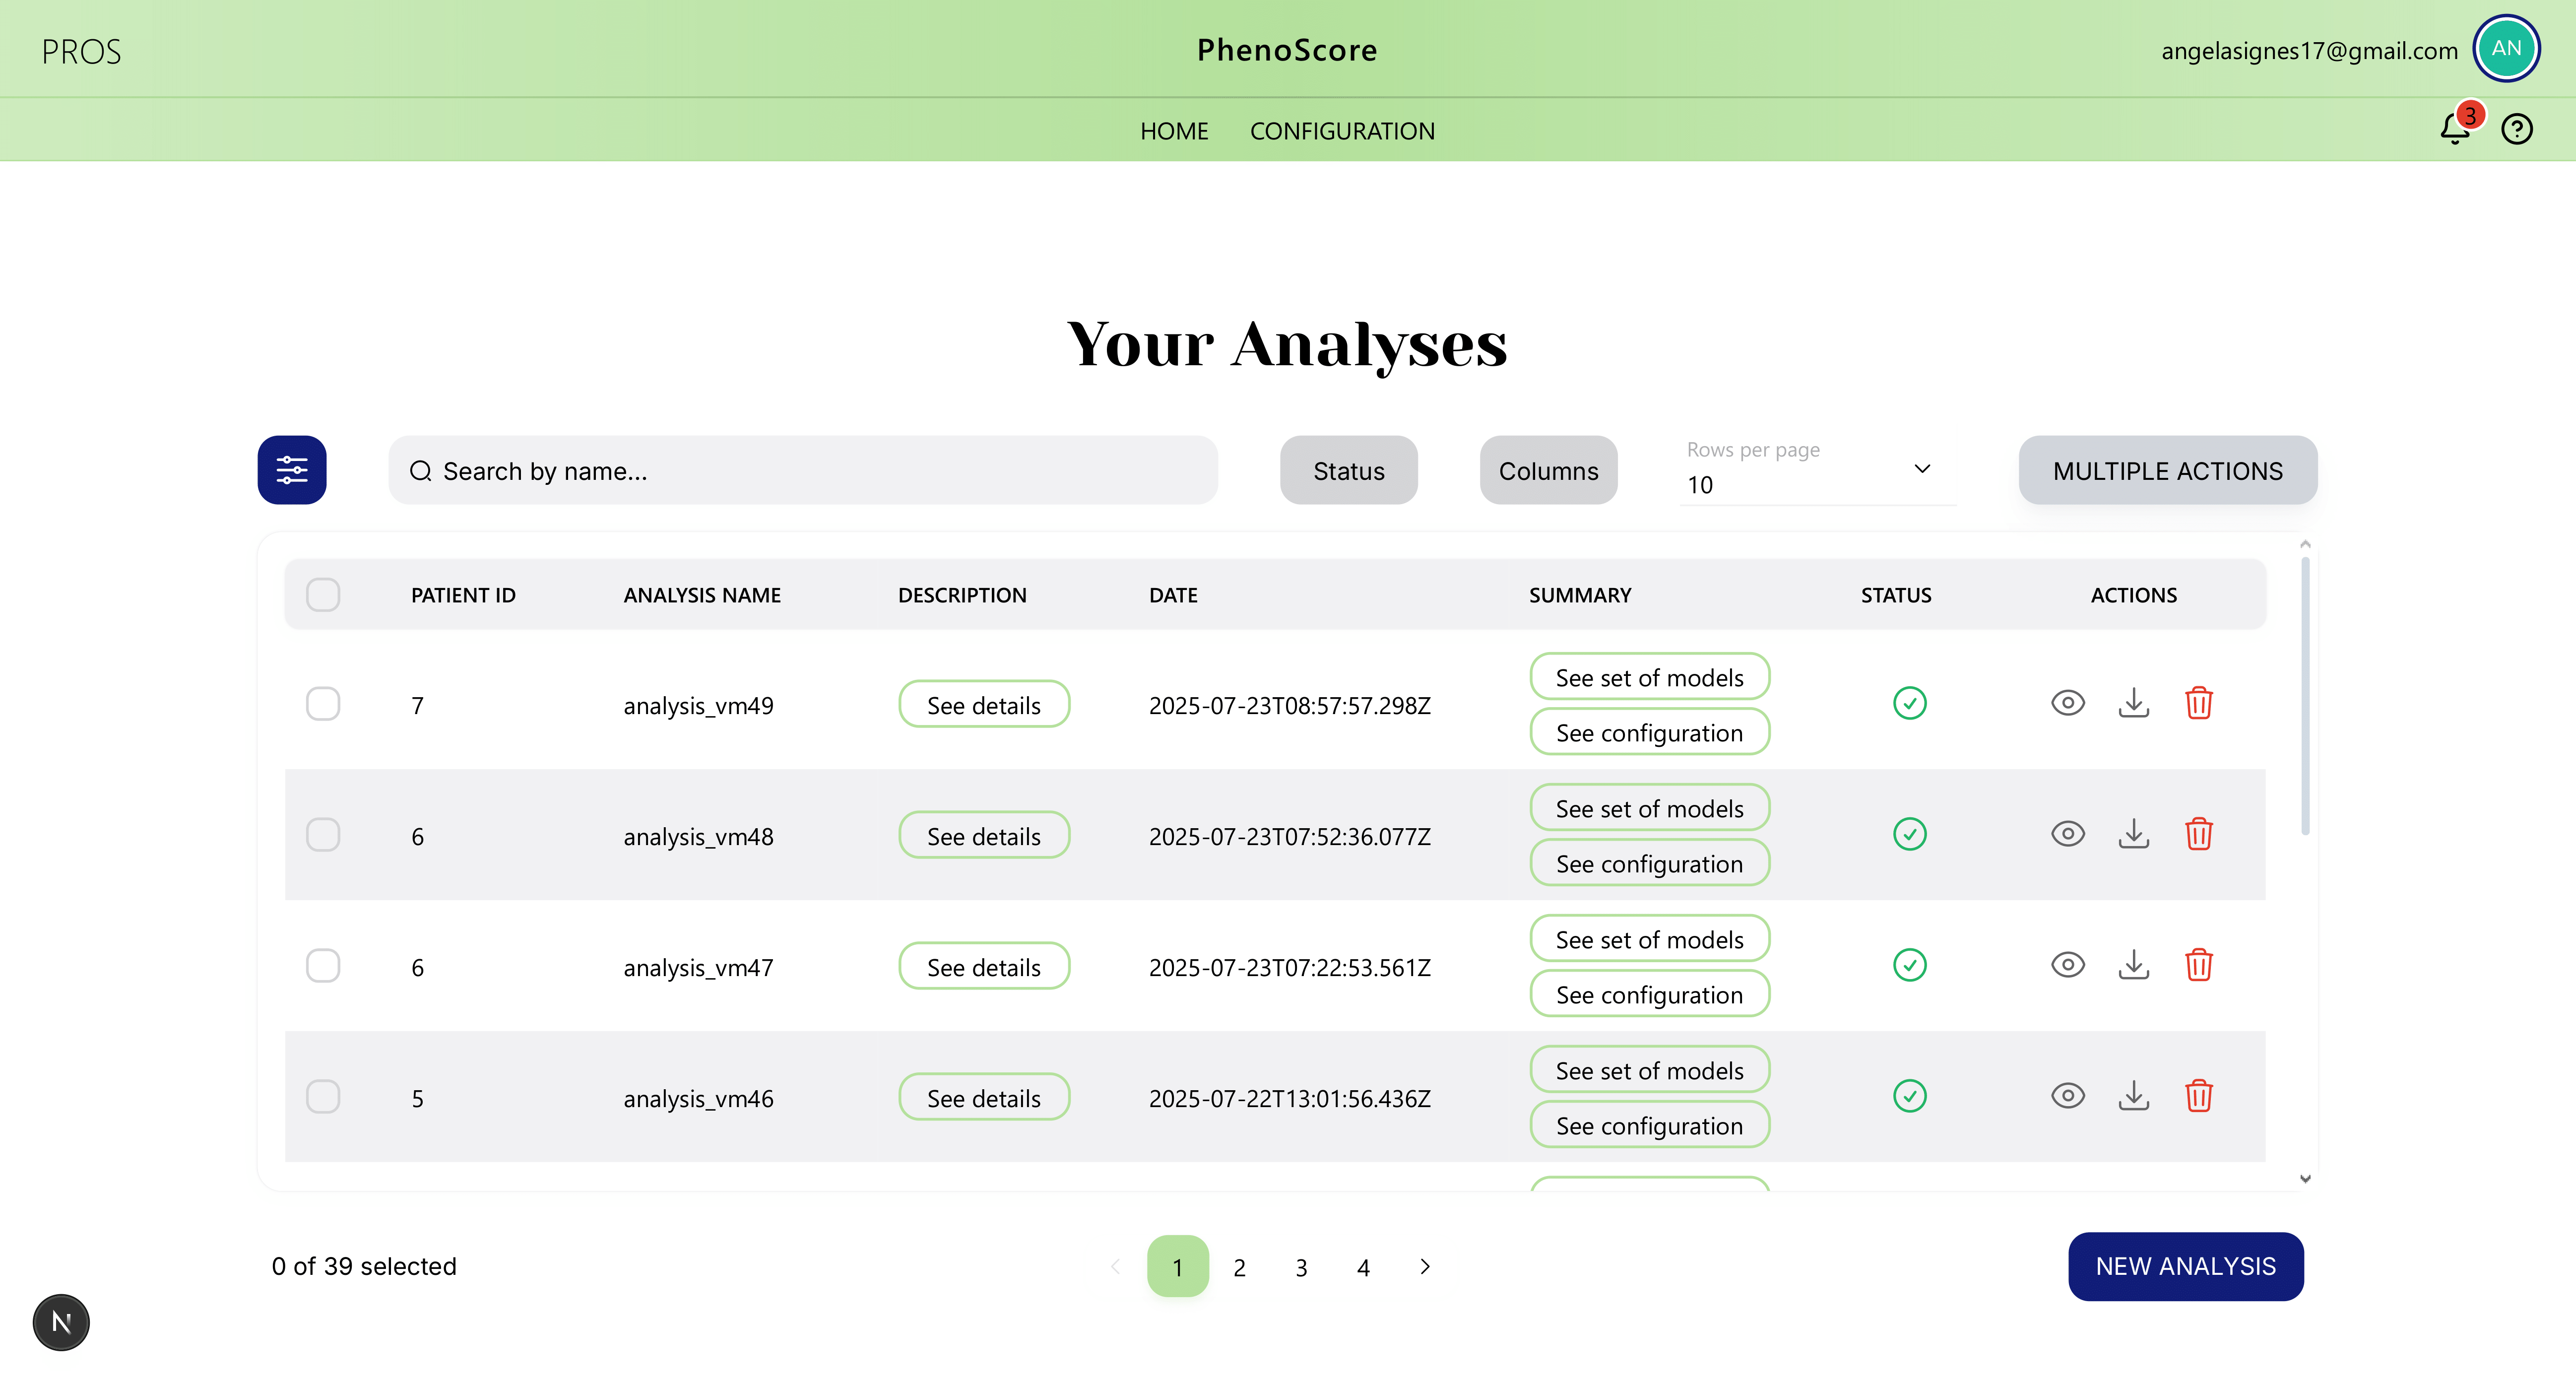 PROS
PhenoScore
angelasignes17@gmail.com AN
HOME CONFIGURATION 3
Your Analyses
Search by name... Status Columns Rows per page 10 MULTIPLE ACTIONS
PATIENT ID ANALYSIS NAME DESCRIPTION DATE SUMMARY STATUS ACTIONS
7 analysis_vm49 See details 2025-07-23T08:57:57.298Z See set of models
See configuration
6 analysis_vm48 See details 2025-07-23T07:52:36.077Z See set of models
See configuration
6 analysis_vm47 See details 2025-07-23T07:22:53.561Z See set of models
See configuration
5 analysis_vm46 See details 2025-07-22T13:01:56.436Z See set of models
See configuration
0 of 39 selected 1 2 3 4 NEW ANALYSIS
N